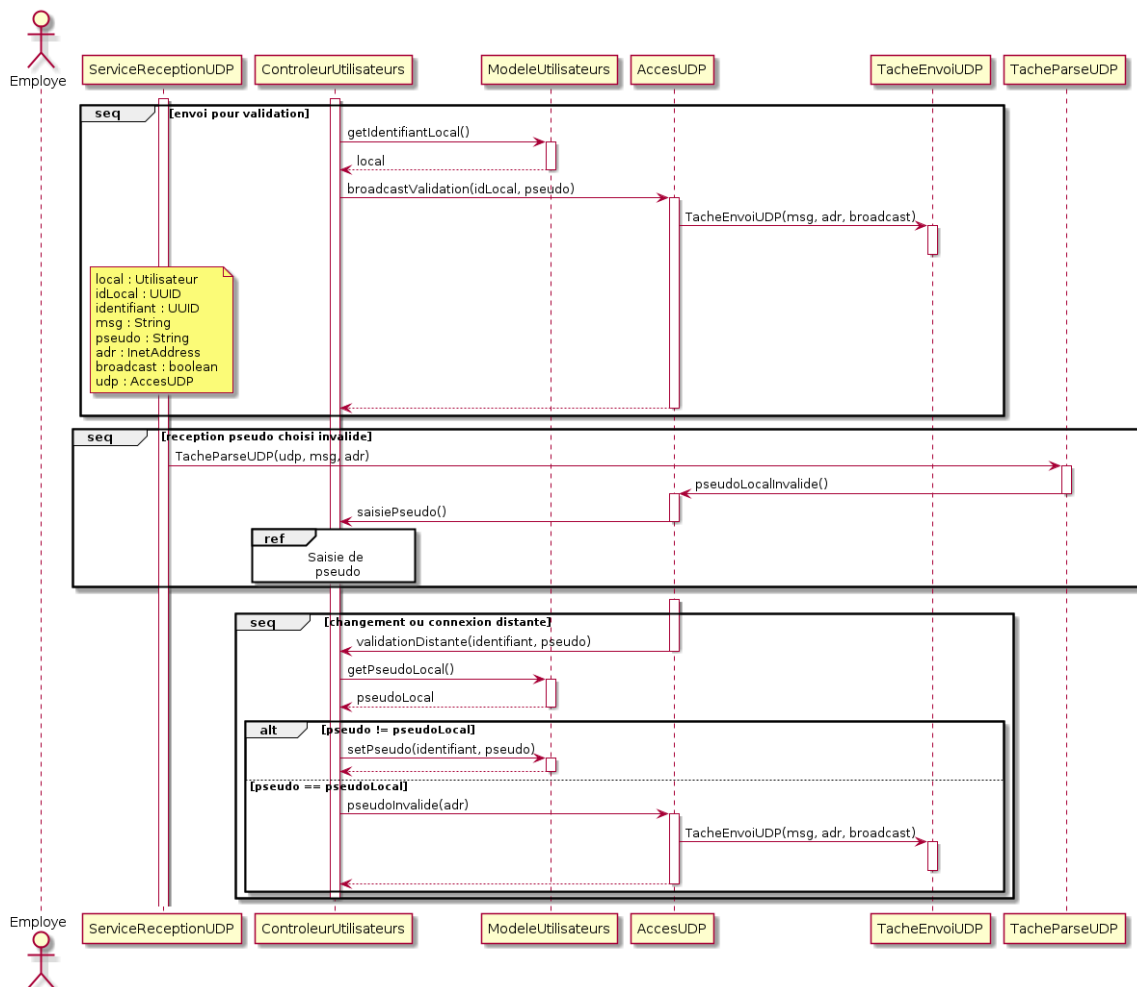 Employe
ServiceReceptionUDP
ControleurUtilisateurs
ModeleUtilisateurs
AccesUDP
TacheEnvoiUDP
TacheParseUDP
seq
[envoi pour validation]
getIdentifiantLocal()
local
broadcastValidation(idLocal, pseudo)
TacheEnvoiUDP(msg, adr, broadcast)
local : Utilisateur
idLocal : UUID
identifiant : UUID
msg : String
pseudo : String
adr : InetAddress
broadcast : boolean
udp : AccesUDP
seq
[reception pseudo choisi invalide]
TacheParseUDP(udp, msg, adr)
pseudoLocalInvalide()
saisiePseudo()
ref
Saisie de
pseudo
seq
[changement ou connexion distante]
validationDistante(identifiant, pseudo)
getPseudoLocal()
pseudoLocal
alt
[pseudo != pseudoLocal]
setPseudo(identifiant, pseudo)
[pseudo == pseudoLocal]
pseudoInvalide(adr)
TacheEnvoiUDP(msg, adr, broadcast)
Employe
ServiceReceptionUDP
ControleurUtilisateurs
ModeleUtilisateurs
AccesUDP
TacheEnvoiUDP
TacheParseUDP